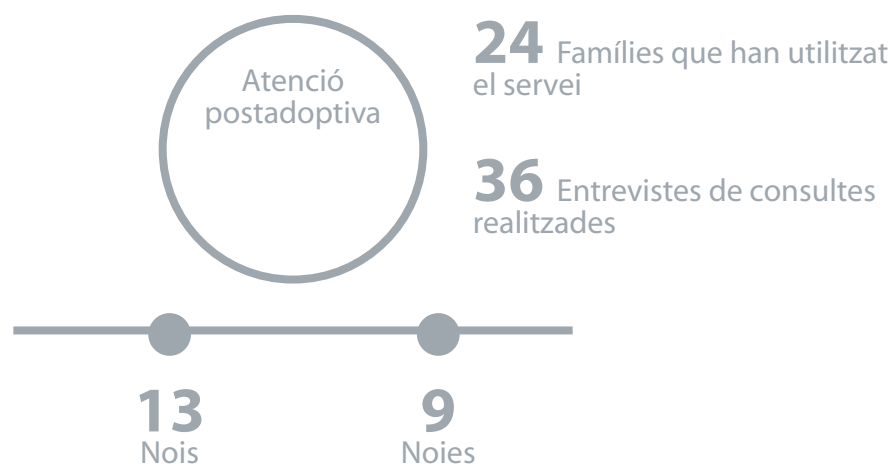 Atenció
postadoptiva
24 Famílies que han utilitzat
el servei
36 Entrevistes de consultes
realitzades
13
Nois
9
Noies